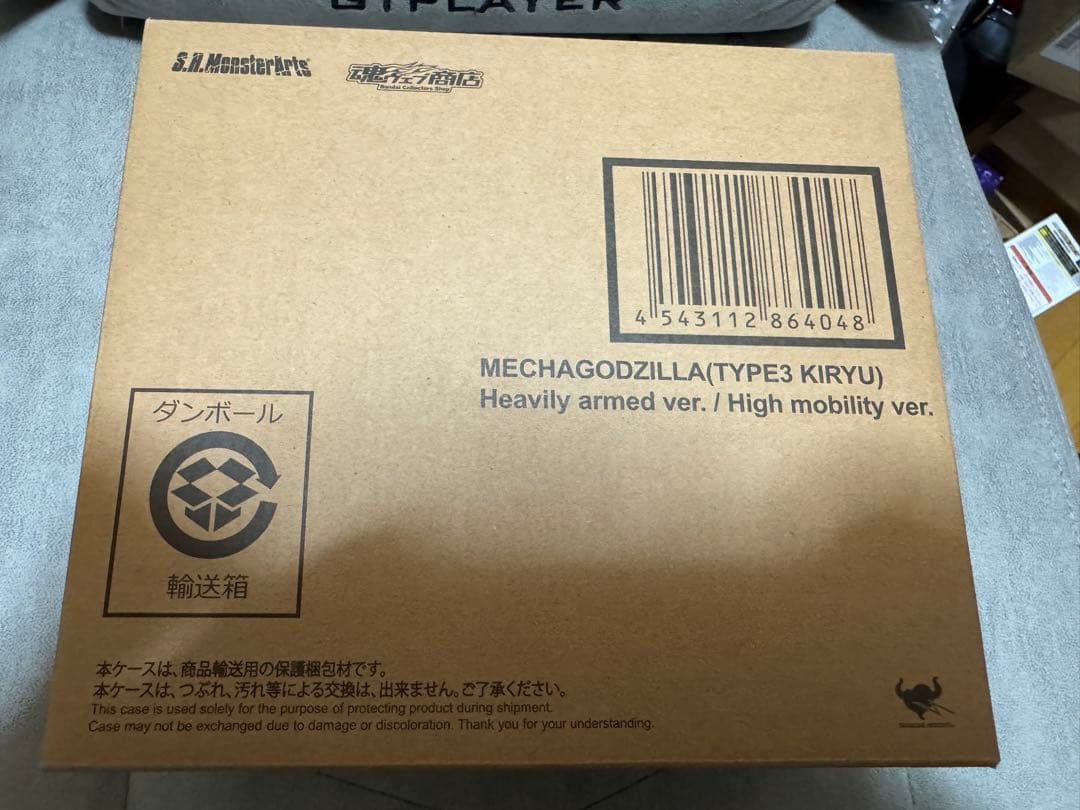 GTPLAYER
S.H.MonsterArts
魂ウェブ商店
Bandai Collectors Shop
4 543112 864048
MECHAGODZILLA(TYPE3 KIRYU)
Heavily armed ver. / High mobility ver.
ダンボール
輸送箱
本ケースは、商品輸送用の保護梱包材です。
本ケースは、つぶれ、汚れ等による交換は、出来ません。ご了承ください。
This case is used solely for the purpose of protecting product during shipment.
Case may not be exchanged due to damage or discoloration. Thank you for your understanding.